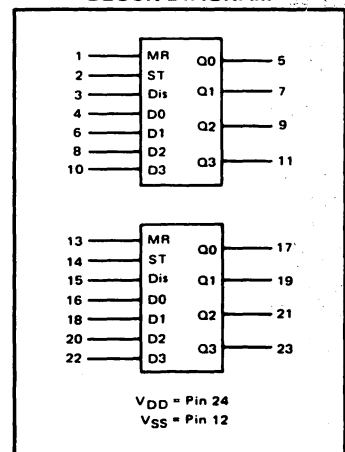 1 MR Q0 5
2 ST
3 Dis Q1 7
4 D0
6 D1 Q2 9
8 D2
10 D3 Q3 11
13 MR Q0 17
14 ST
15 Dis Q1 19
16 D0
18 D1 Q2 21
20 D2
22 D3 Q3 23
VDD = Pin 24
VSS = Pin 12